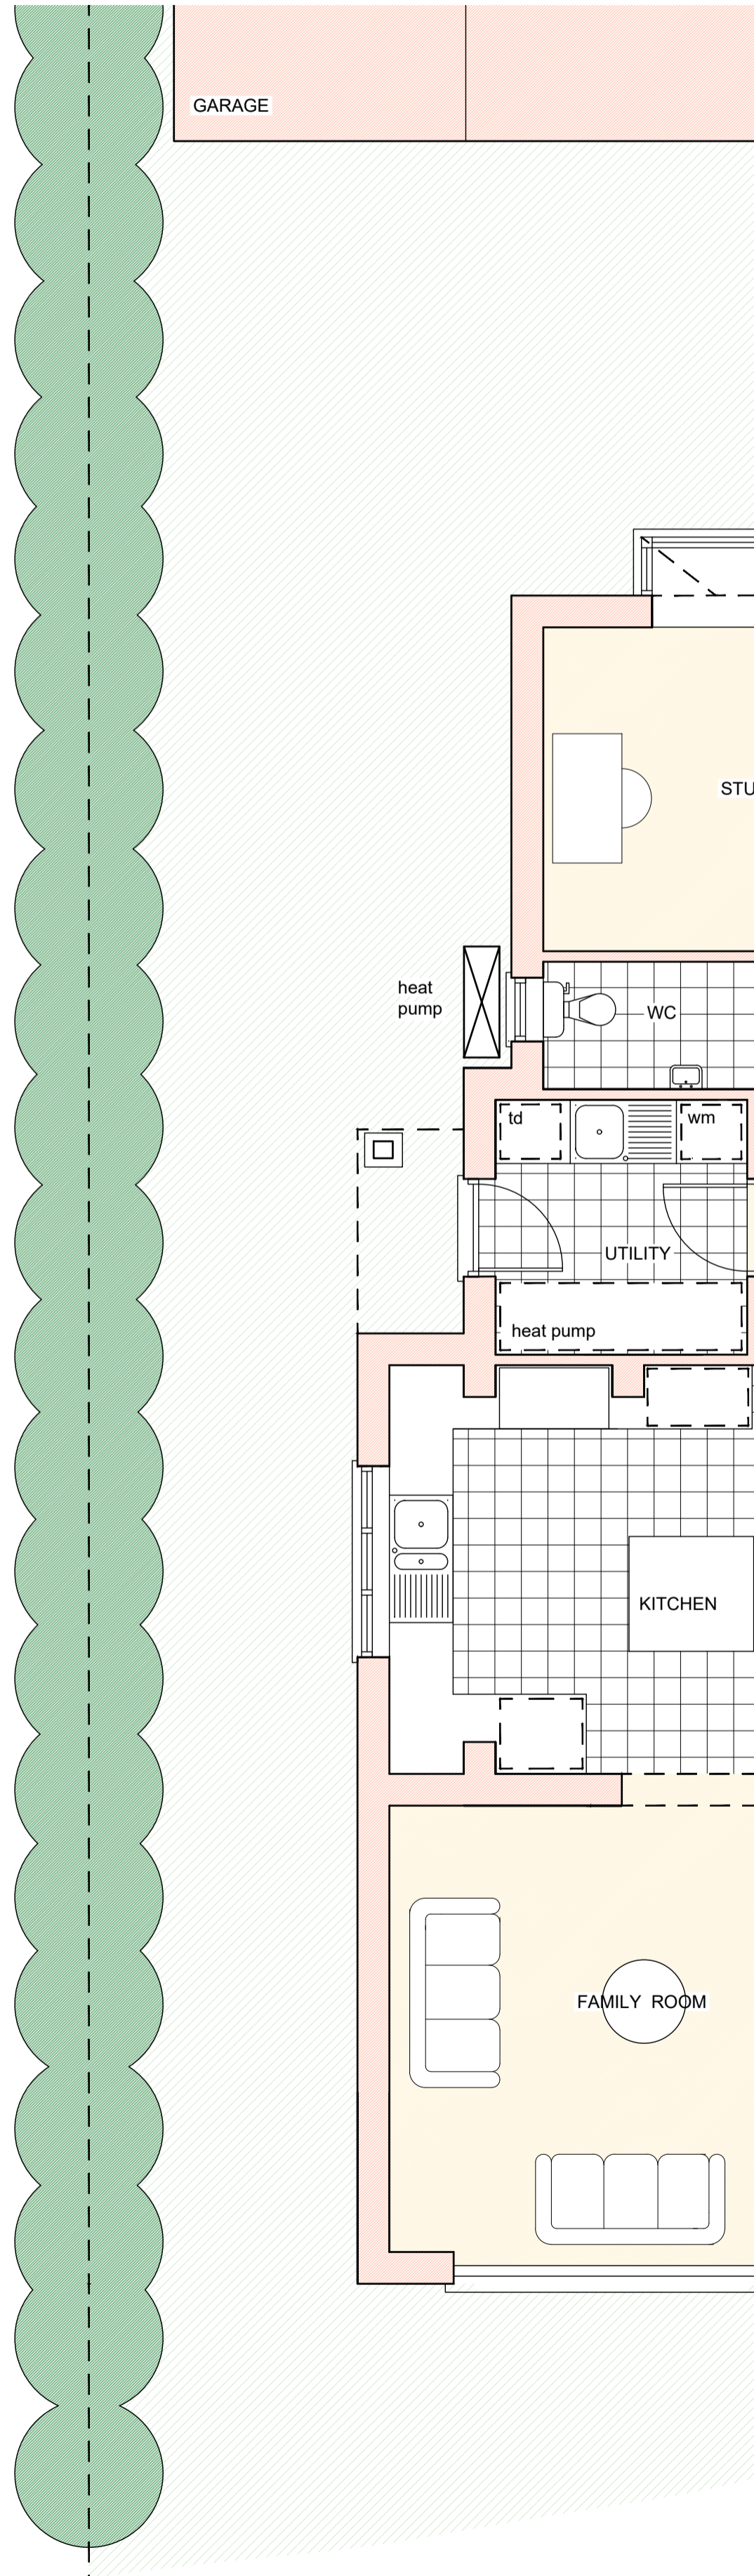 GARAGE
STU
heat
pump
WC
td
wm
UTILITY
heat pump
KITCHEN
FAMILY ROOM